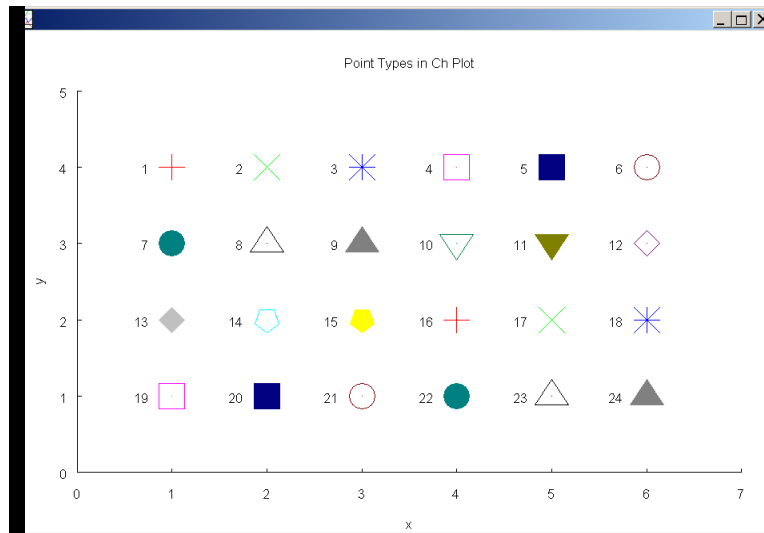 Point Types in Ch Plot
5
4 1 2 3 4 5 6
3 7 8 9 10 11 12
y
2 13 14 15 16 17 18
1 19 20 21 22 23 24
0
0 1 2 3 4 5 6 7
x